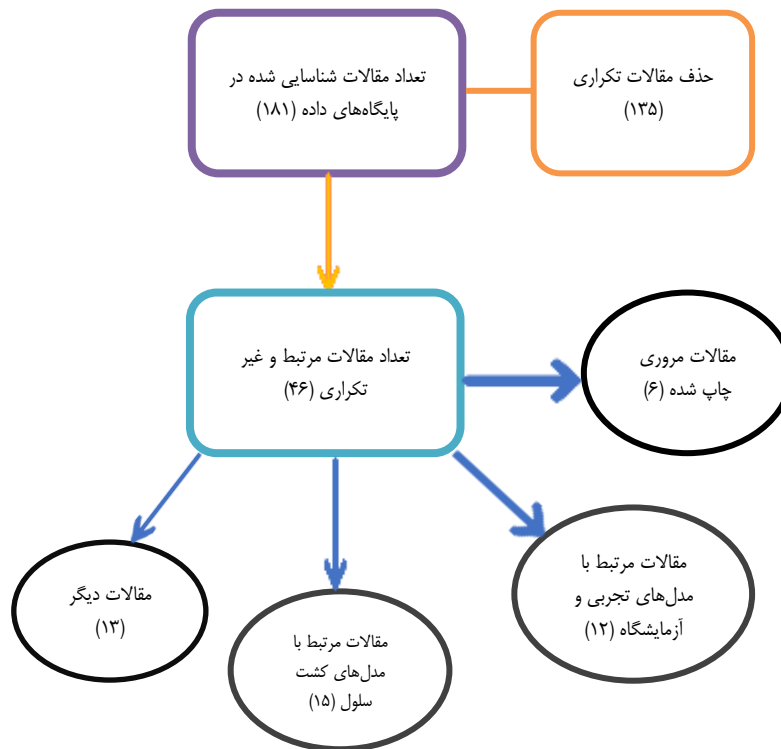 حذف مقالات تکراری
(۱۳۵)
تعداد مقالات شناسایی شده در
پایگاه‌های داده (۱۸۱)
تعداد مقالات مرتبط و غیر
تکراری (۴۶)
مقالات مروری
چاپ شده (۶)
مقالات مرتبط با
مدل‌های تجربی و
آزمایشگاه (۱۲)
مقالات مرتبط با
مدل‌های کشت
سلول (۱۵)
مقالات دیگر
(۱۳)